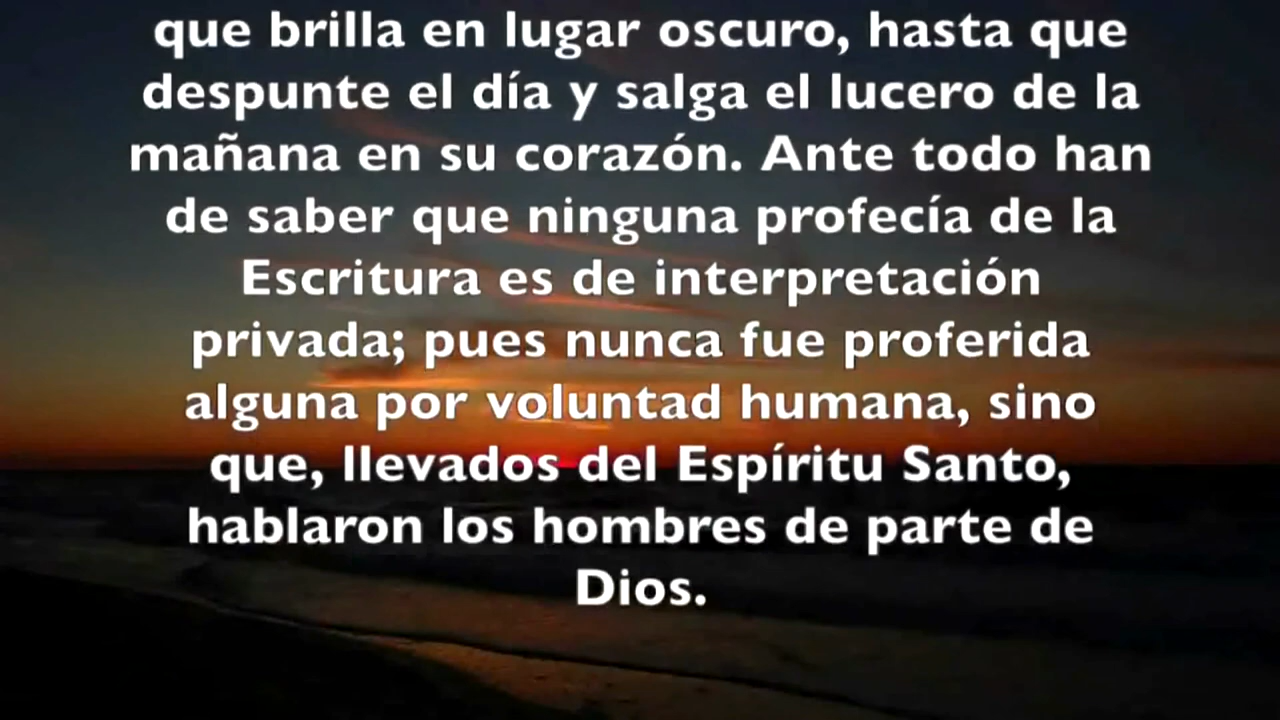 que brilla en lugar oscuro, hasta que
despunte el día y salga el lucero de la
mañana en su corazón. Ante todo han
de saber que ninguna profecía de la
Escritura es de interpretación
privada; pues nunca fue proferida
alguna por voluntad humana, sino
que, llevados del Espíritu Santo,
hablaron los hombres de parte de
Dios.